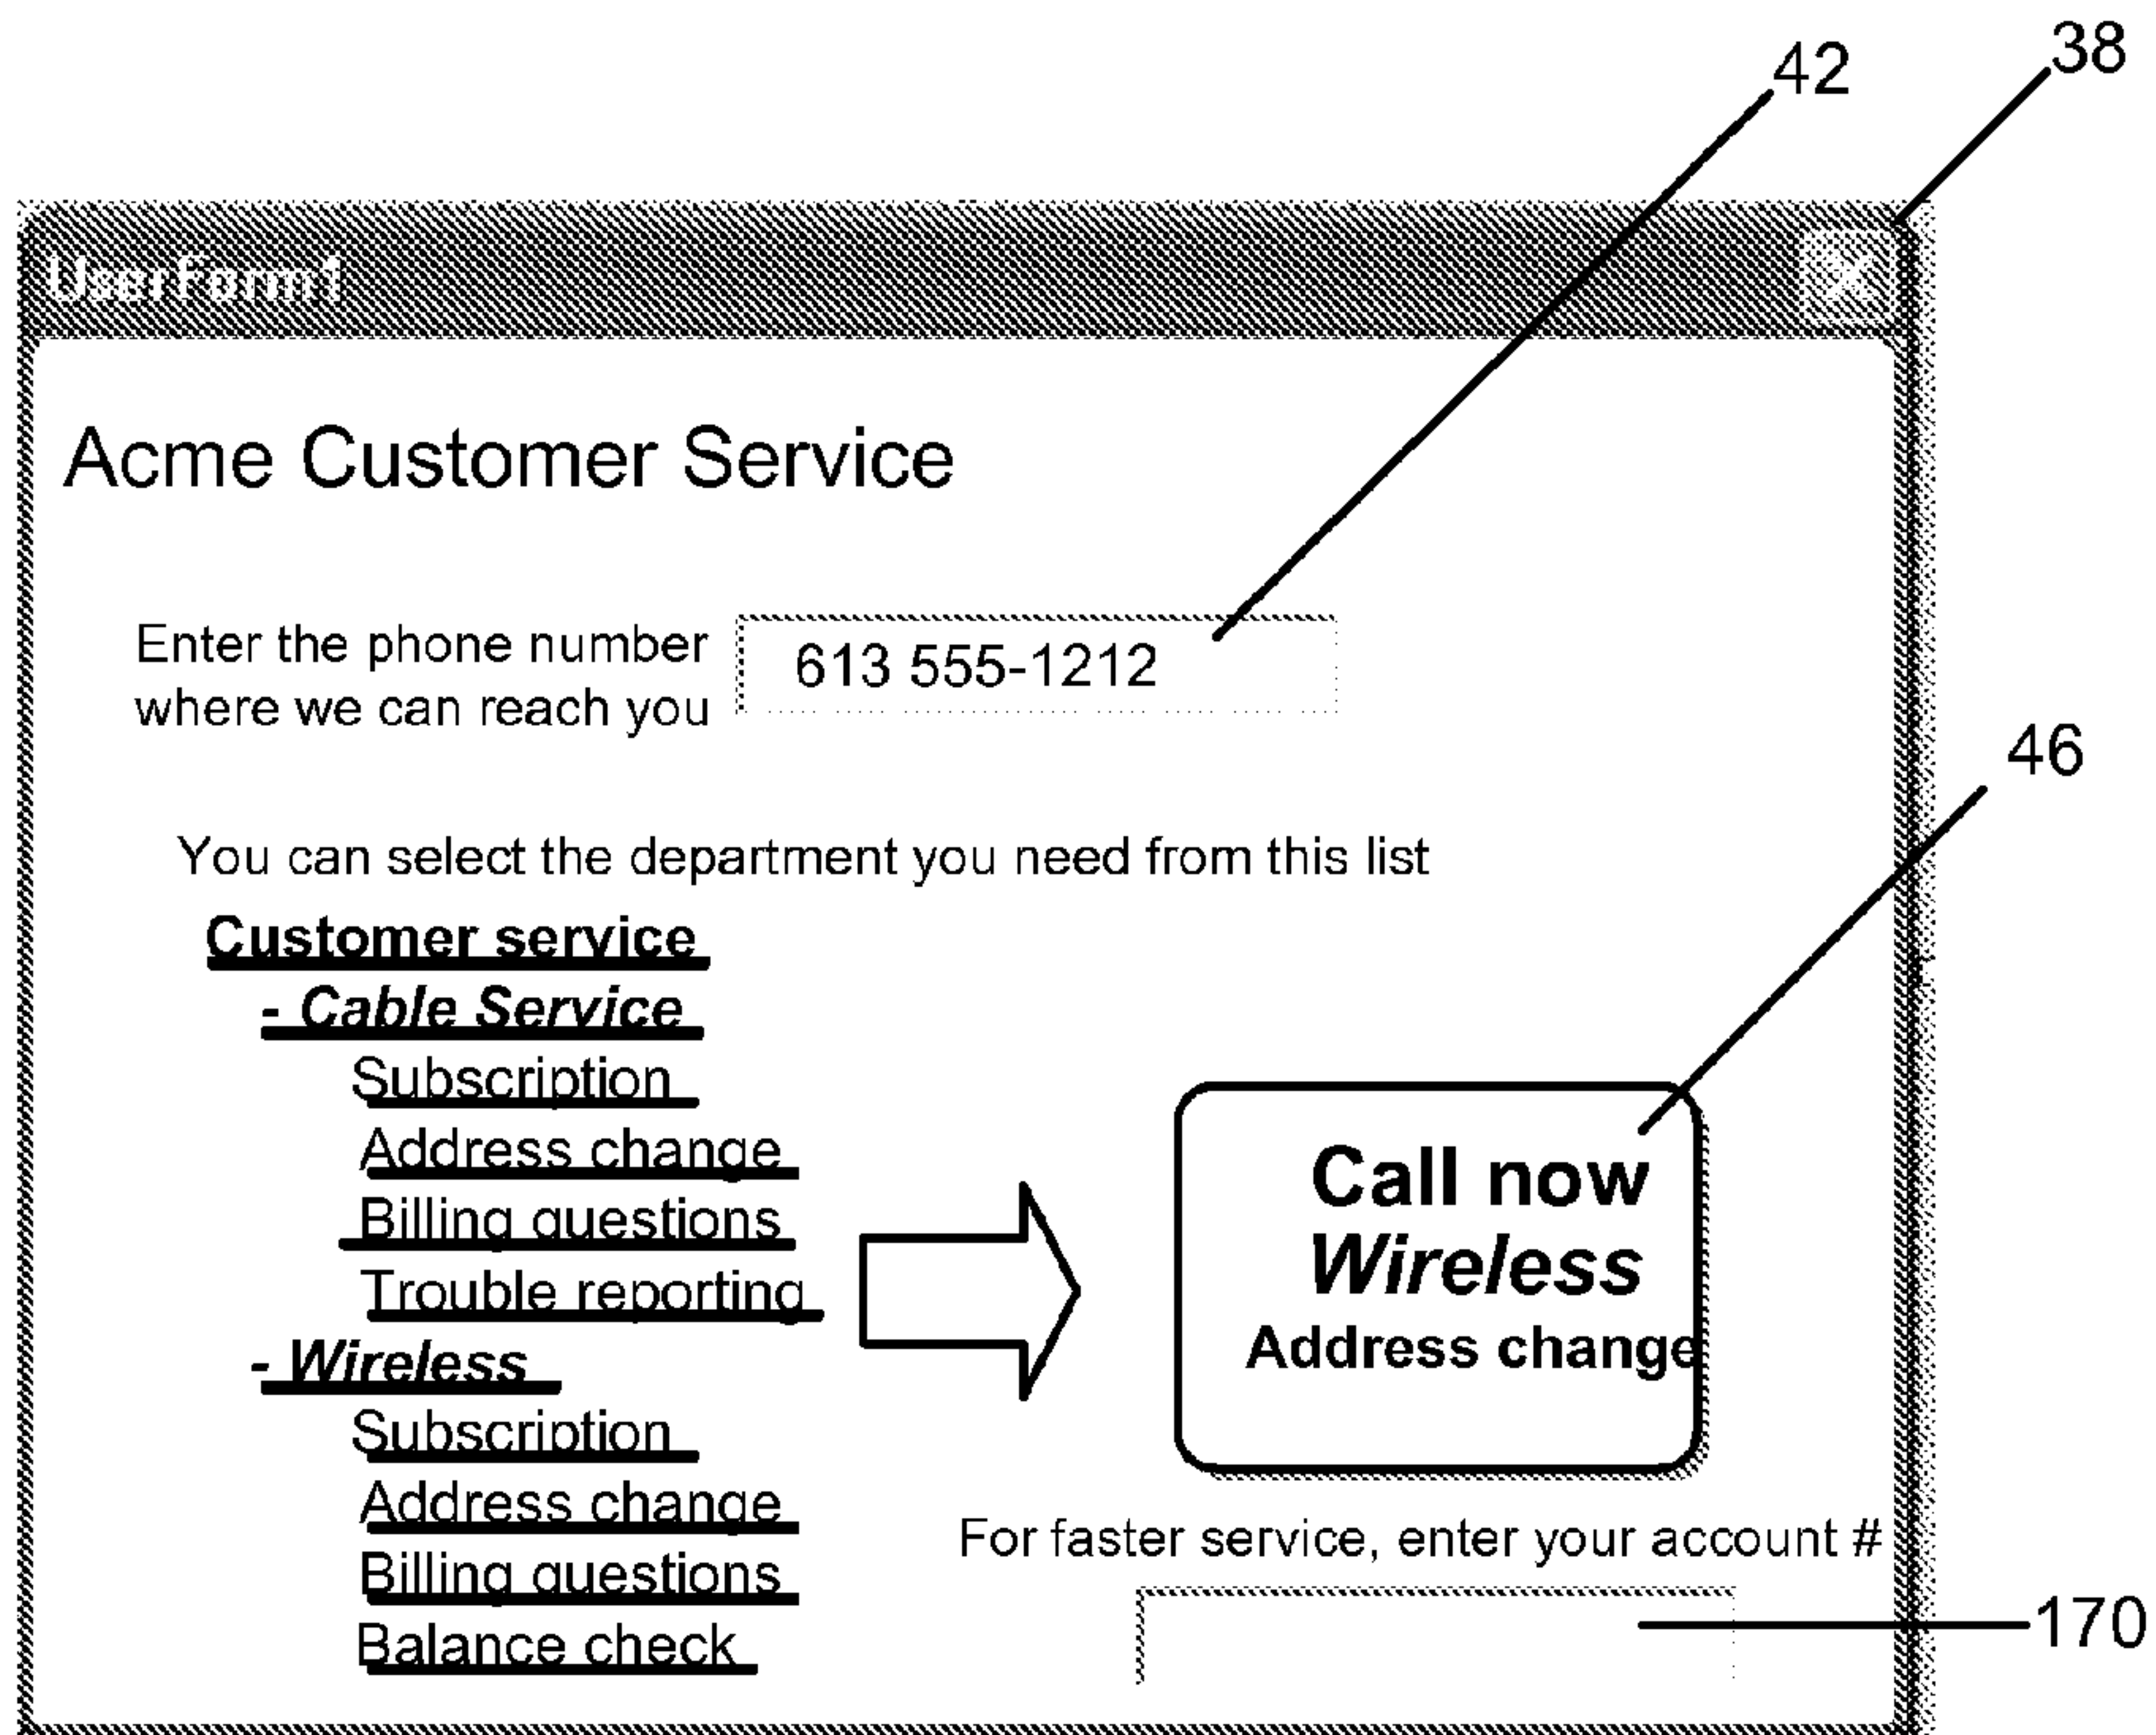 42
38
UserForm1
Acme Customer Service
Enter the phone number
where we can reach you
613 555-1212
46
You can select the department you need from this list
Customer service
- Cable Service
Subscription
Address change
Billing questions
Trouble reporting
- Wireless
Subscription
Address change
Billing questions
Balance check
Call now
Wireless
Address change
For faster service, enter your account #
170